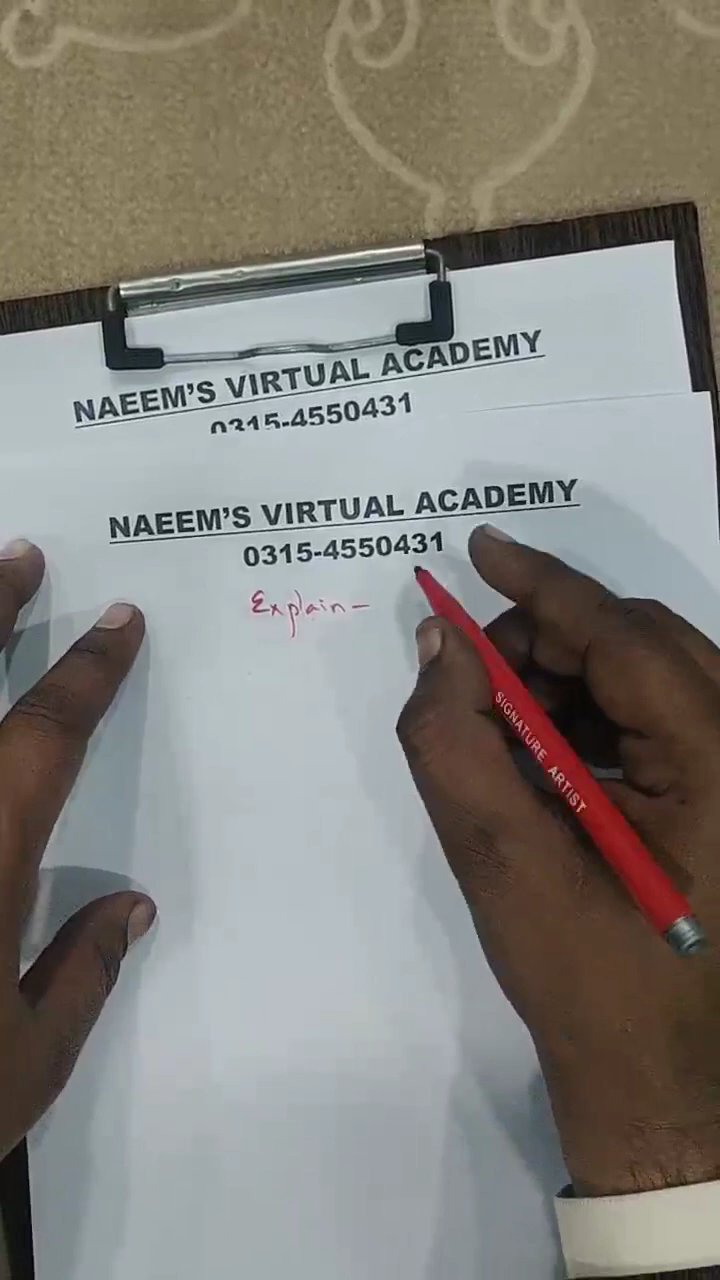 NAEEM'S VIRTUAL ACADEMY
0315-4550431
NAEEM'S VIRTUAL ACADEMY
0315-4550431
Explain-
SIGNATURE ARTIST